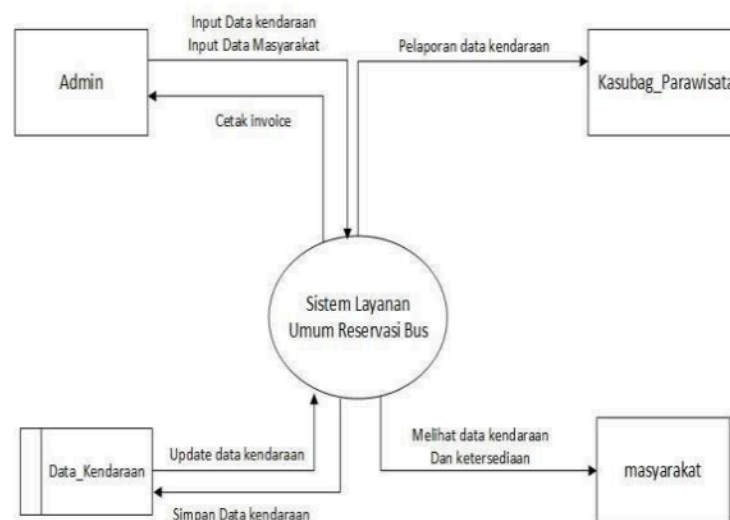 Input Data kendaraan
Input Data Masyarakat
Pelaporan data kendaraan
Admin
Kasubag_Parawisata
Cetak invoice
Sistem Layanan
Umum Reservasi Bus
Melihat data kendaraan
Dan ketersediaan
Update data kendaraan
Data_Kendaraan
masyarakat
Simpan Data kendaraan